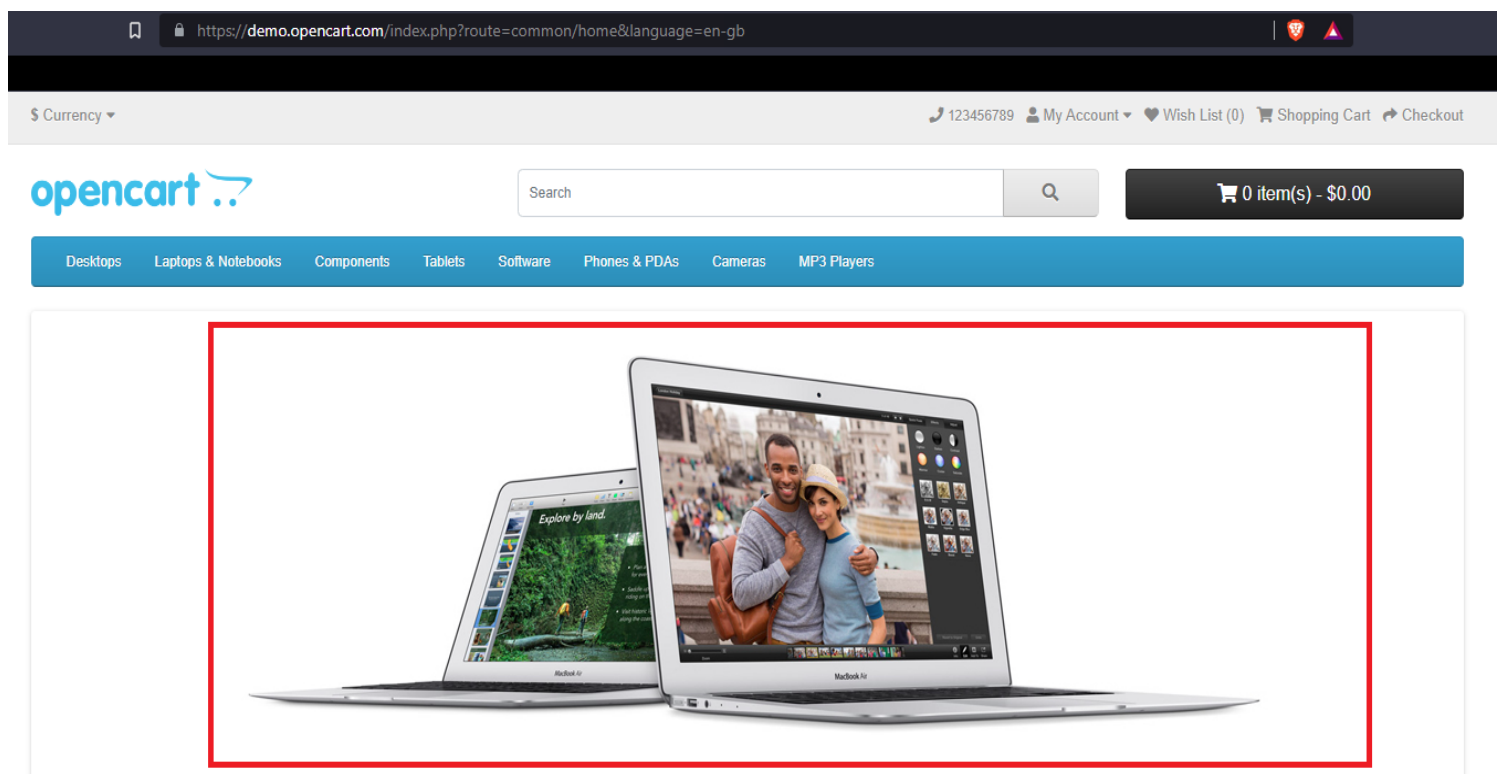 https://demo.opencart.com/index.php?route=common/home&language=en-gb
$ Currency
123456789 My Account Wish List (0) Shopping Cart Checkout
opencart
Search
0 item(s) - $0.00
Desktops Laptops & Notebooks Components Tablets Software Phones & PDAs Cameras MP3 Players
Explore by land.
MacBook Air
MacBook Air